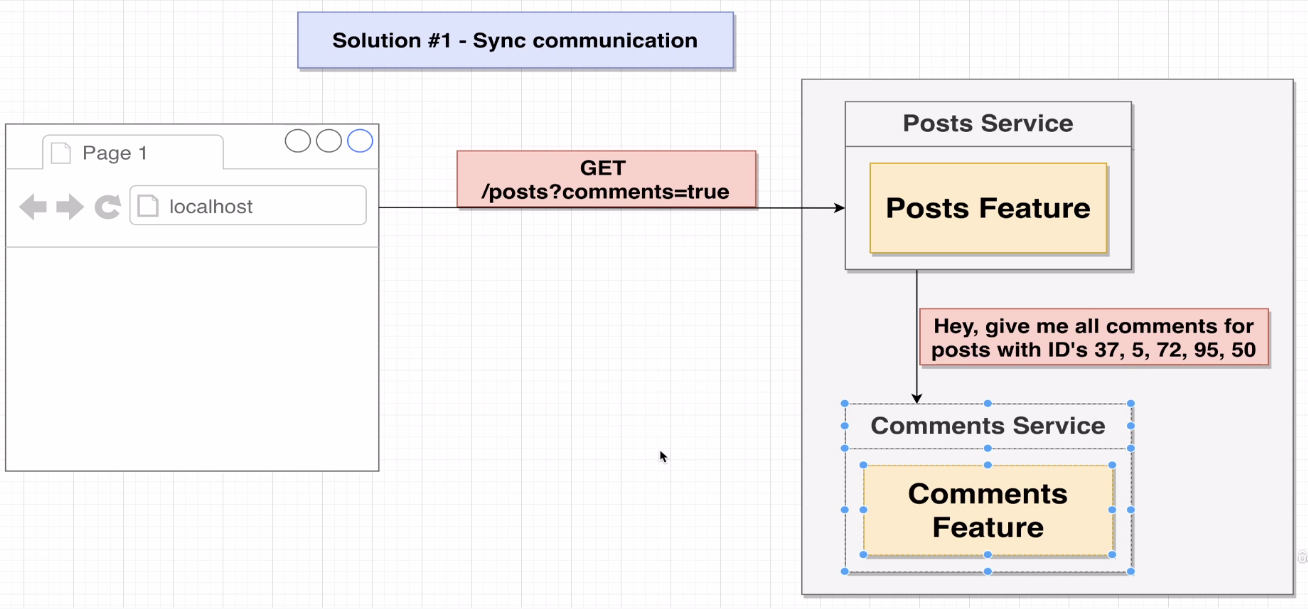 Solution #1 - Sync communication
Page 1
localhost
GET
/posts?comments=true
Posts Service
Posts Feature
Hey, give me all comments for
posts with ID's 37, 5, 72, 95, 50
Comments Service
Comments
Feature